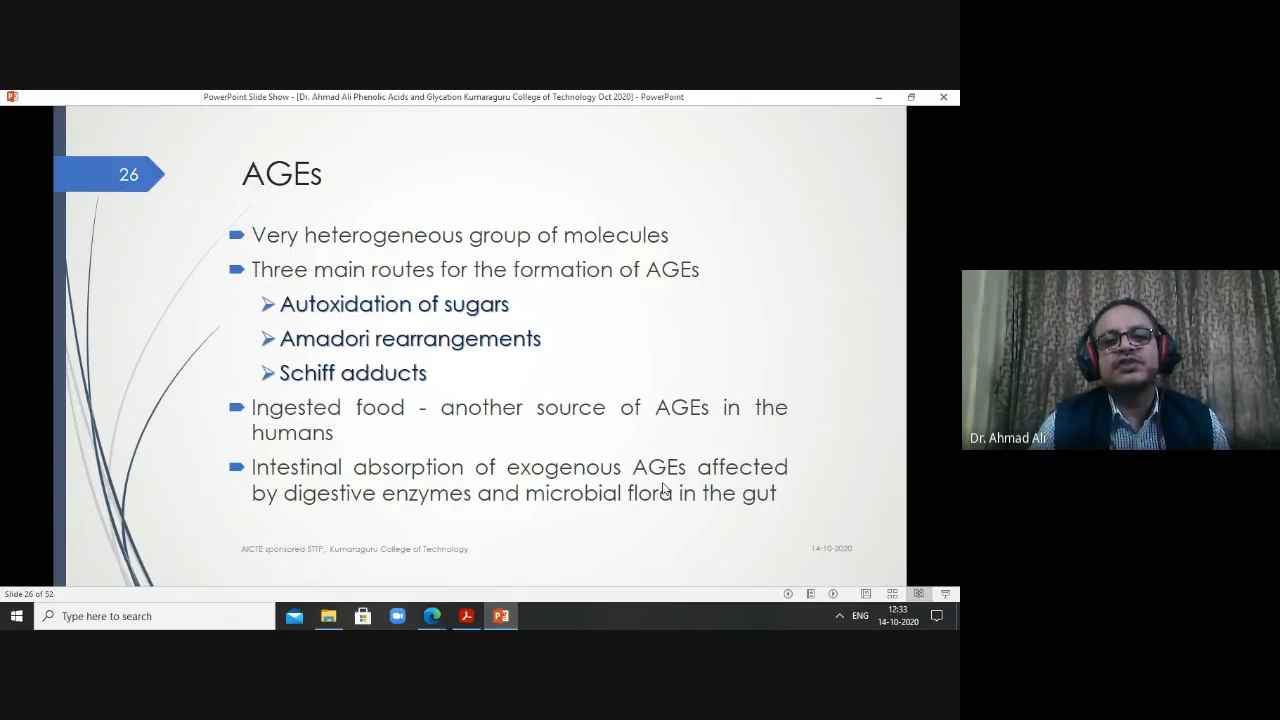 PowerPoint Slide Show - [Dr. Ahmad Ali Phenolic Acids and Glycation Kumaraguru College of Technology Oct 2020] - PowerPoint
26
AGEs
Very heterogeneous group of molecules
Three main routes for the formation of AGEs
Autoxidation of sugars
Amadori rearrangements
Schiff adducts
Ingested food - another source of AGEs in the
humans
Intestinal absorption of exogenous AGEs affected
by digestive enzymes and microbial flora in the gut
AICTE sponsored STTP, Kumaraguru College of Technology
14-10-2020
Dr. Ahmad Ali
Slide 26 of 52
Type here to search
ENG
12:33
14-10-2020